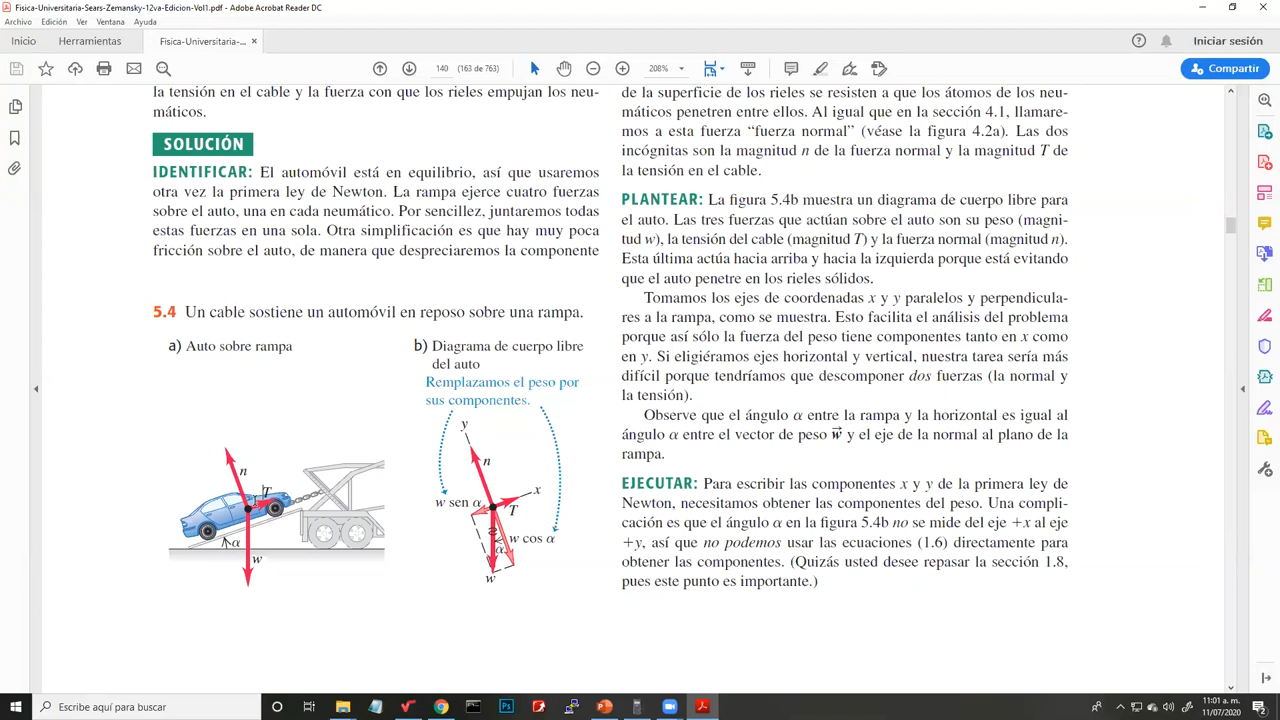 Fisica-Universitaria-Sears-Zemansky-12va-Edicion-Vol1.pdf - Adobe Acrobat Reader DC
Archivo Edición Ver Ventana Ayuda
Inicio Herramientas Fisica-Universitaria-... × Iniciar sesión
140 (163 de 763) 208% Compartir
la tensión en el cable y la fuerza con que los rieles empujan los neu-
máticos.
SOLUCIÓN
IDENTIFICAR: El automóvil está en equilibrio, así que usaremos
otra vez la primera ley de Newton. La rampa ejerce cuatro fuerzas
sobre el auto, una en cada neumático. Por sencillez, juntaremos todas
estas fuerzas en una sola. Otra simplificación es que hay muy poca
fricción sobre el auto, de manera que despreciaremos la componente
5.4 Un cable sostiene un automóvil en reposo sobre una rampa.
a) Auto sobre rampa
b) Diagrama de cuerpo libre
del auto
Remplazamos el peso por
sus componentes.
n
T
α
w
y
n
x
w sen α
T
w cos α
α
w
de la superficie de los rieles se resisten a que los átomos de los neu-
máticos penetren entre ellos. Al igual que en la sección 4.1, llamare-
mos a esta fuerza “fuerza normal” (véase la figura 4.2a). Las dos
incógnitas son la magnitud n de la fuerza normal y la magnitud T de
la tensión en el cable.
PLANTEAR: La figura 5.4b muestra un diagrama de cuerpo libre para
el auto. Las tres fuerzas que actúan sobre el auto son su peso (magni-
tud w), la tensión del cable (magnitud T) y la fuerza normal (magnitud n).
Esta última actúa hacia arriba y hacia la izquierda porque está evitando
que el auto penetre en los rieles sólidos.
Tomamos los ejes de coordenadas x y y paralelos y perpendicula-
res a la rampa, como se muestra. Esto facilita el análisis del problema
porque así sólo la fuerza del peso tiene componentes tanto en x como
en y. Si eligiéramos ejes horizontal y vertical, nuestra tarea sería más
difícil porque tendríamos que descomponer dos fuerzas (la normal y
la tensión).
Observe que el ángulo α entre la rampa y la horizontal es igual al
ángulo α entre el vector de peso w⃗ y el eje de la normal al plano de la
rampa.
EJECUTAR: Para escribir las componentes x y y de la primera ley de
Newton, necesitamos obtener las componentes del peso. Una compli-
cación es que el ángulo α en la figura 5.4b no se mide del eje +x al eje
+y, así que no podemos usar las ecuaciones (1.6) directamente para
obtener las componentes. (Quizás usted desee repasar la sección 1.8,
pues este punto es importante.)
Escribe aquí para buscar
11:01 a. m.
11/07/2020
2